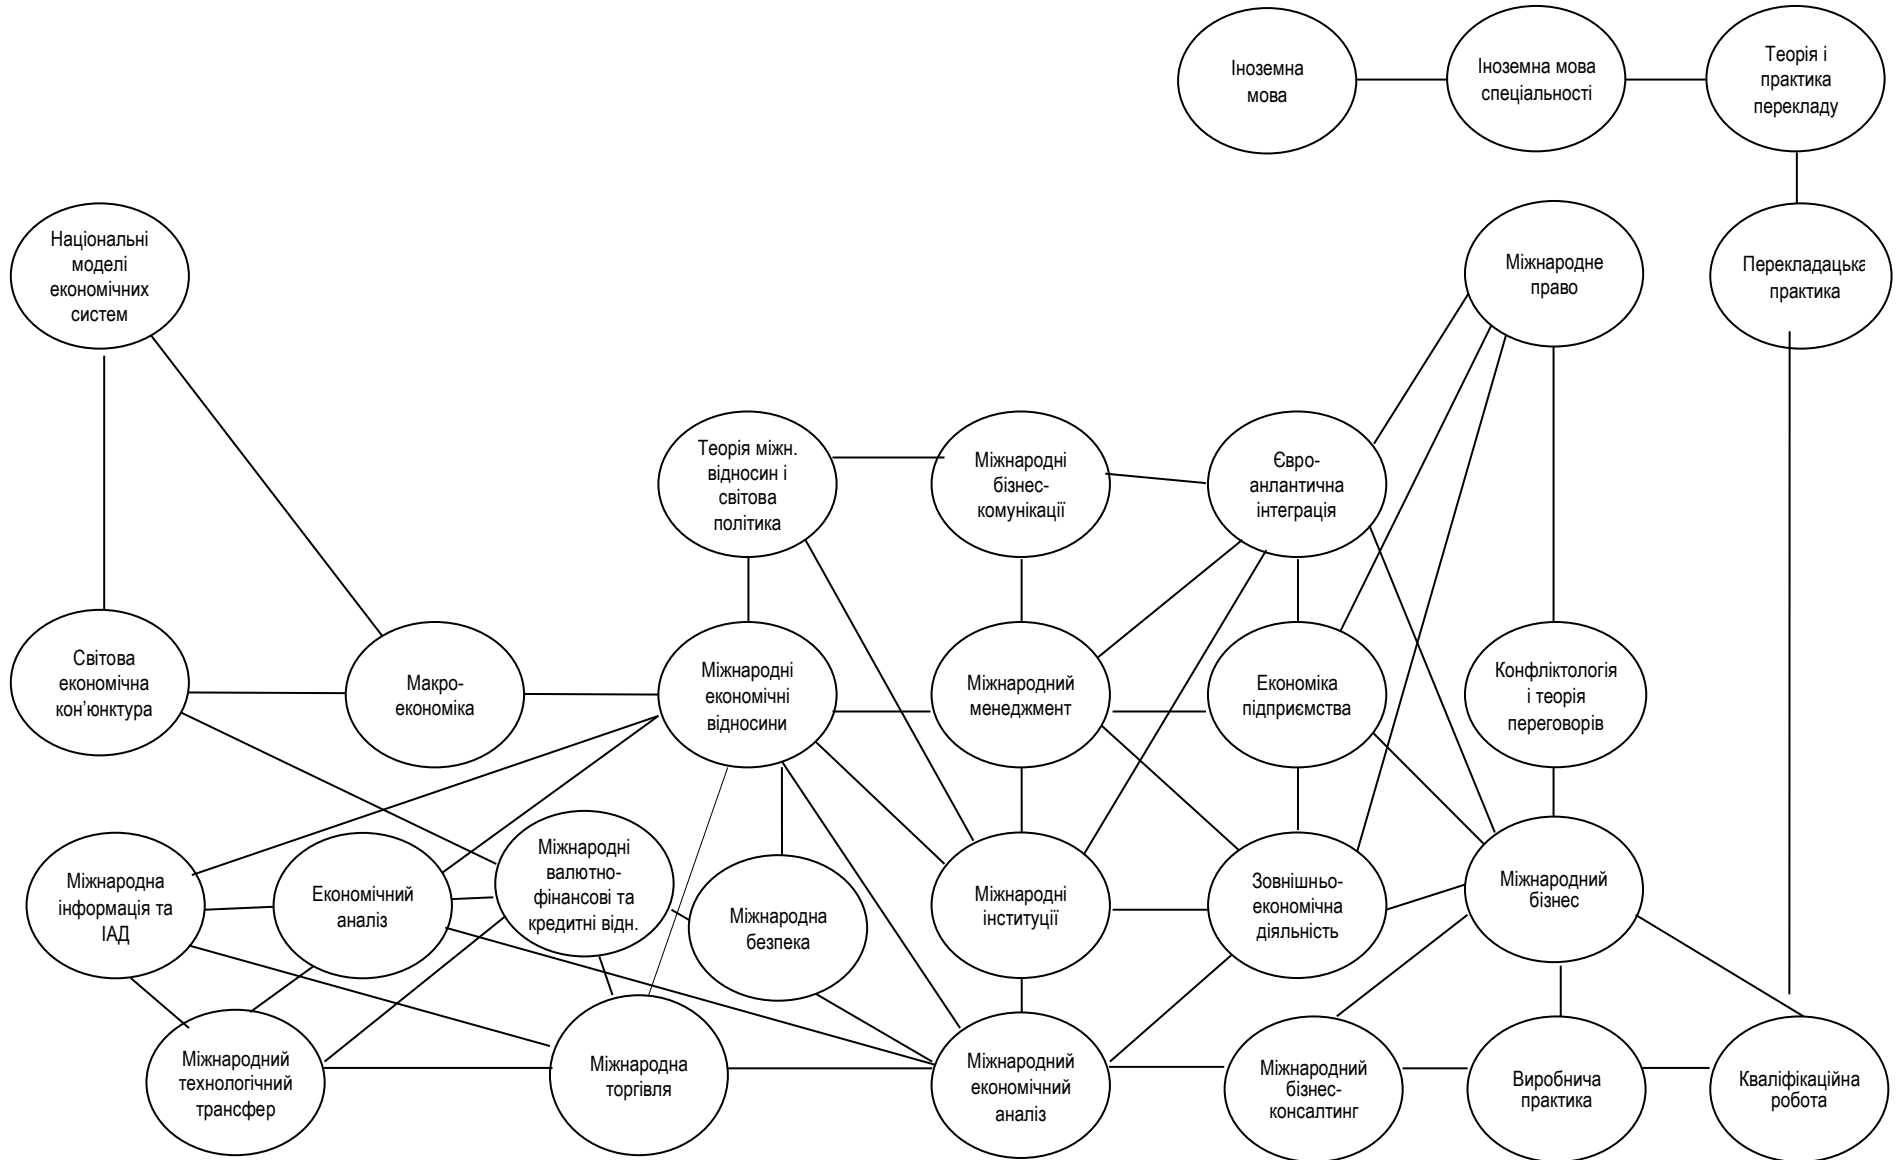 Іноземна
мова
Іноземна мова
спеціальності
Теорія і
практика
перекладу
Національні
моделі
економічних
систем
Міжнародне
право
Перекладацька
практика
Теорія міжн.
відносин і
світова
політика
Міжнародні
бізнес-
комунікації
Євро-
анлантична
інтеграція
Світова
економічна
кон’юнктура
Макро-
економіка
Міжнародні
економічні
відносини
Міжнародний
менеджмент
Економіка
підприємства
Конфліктологія
і теорія
переговорів
Міжнародна
інформація та
ІАД
Економічний
аналіз
Міжнародні
валютно-
фінансові та
кредитні відн.
Міжнародна
безпека
Міжнародні
інституції
Зовнішньо-
економічна
діяльність
Міжнародний
бізнес
Міжнародний
технологічний
трансфер
Міжнародна
торгівля
Міжнародний
економічний
аналіз
Міжнародний
бізнес-
консалтинг
Виробнича
практика
Кваліфікаційна
робота